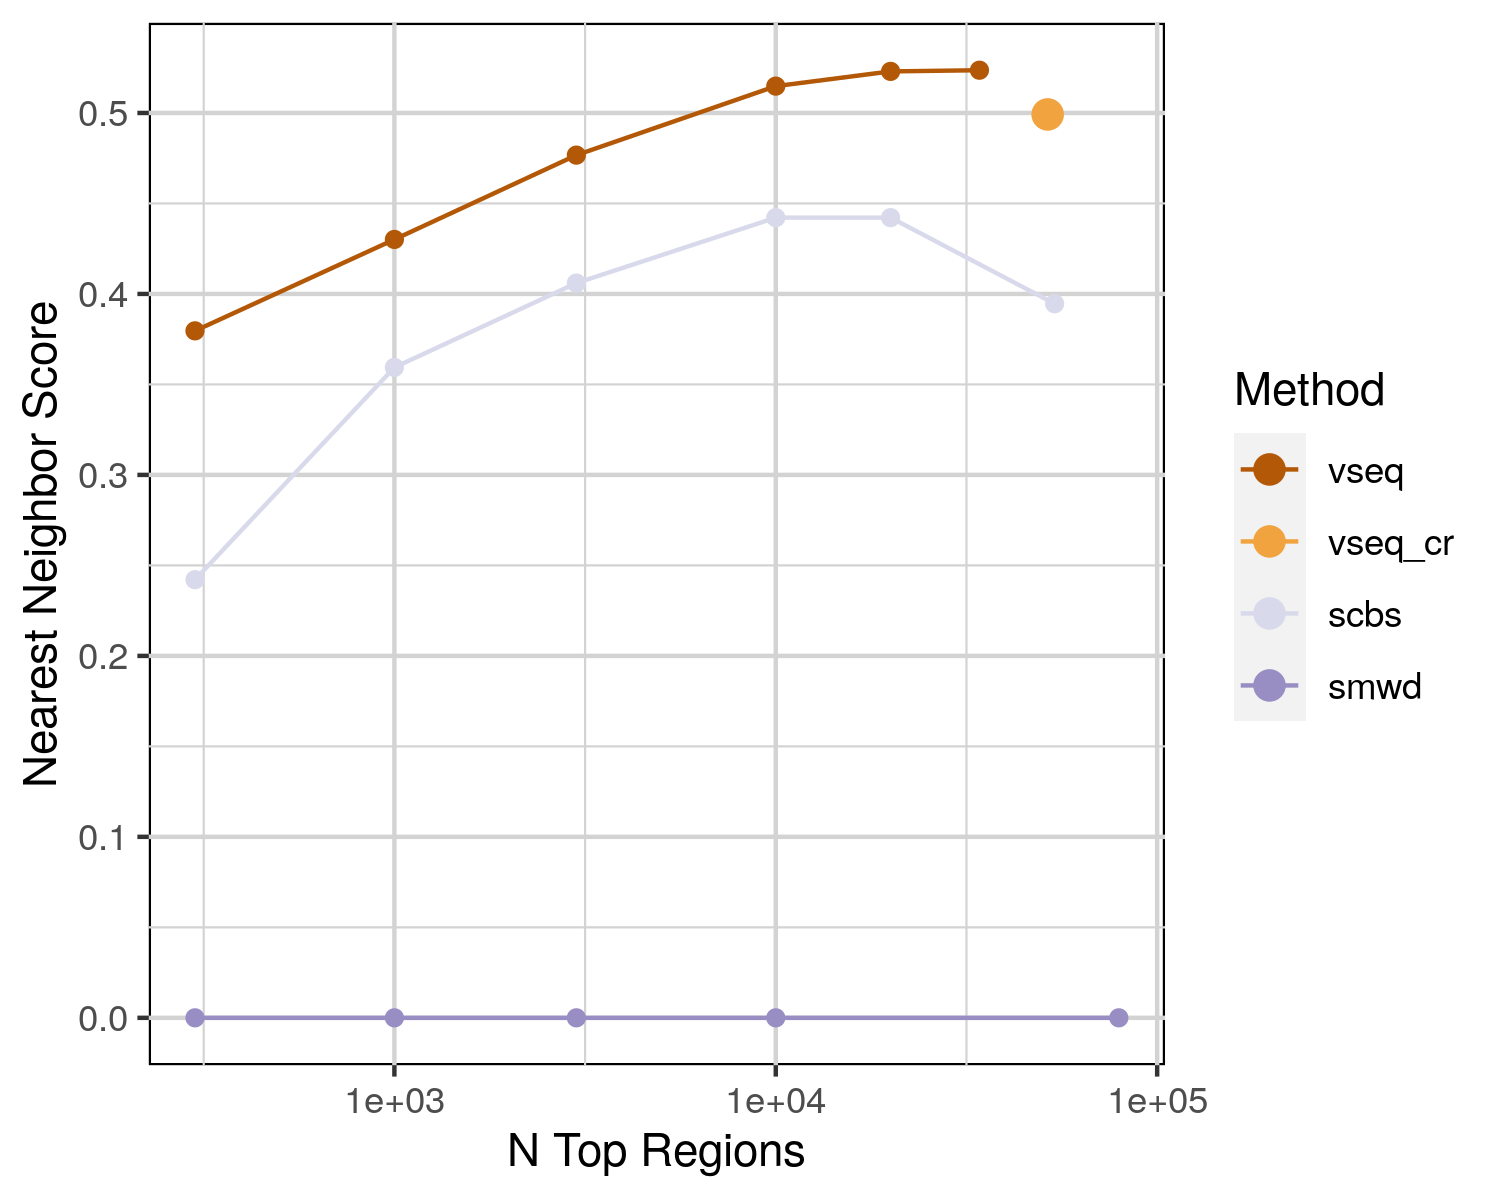 Nearest Neighbor Score
0.5
0.4
0.3
0.2
0.1
0.0
1e+03
1e+04
1e+05
N Top Regions
Method
vseq
vseq_cr
scbs
smwd